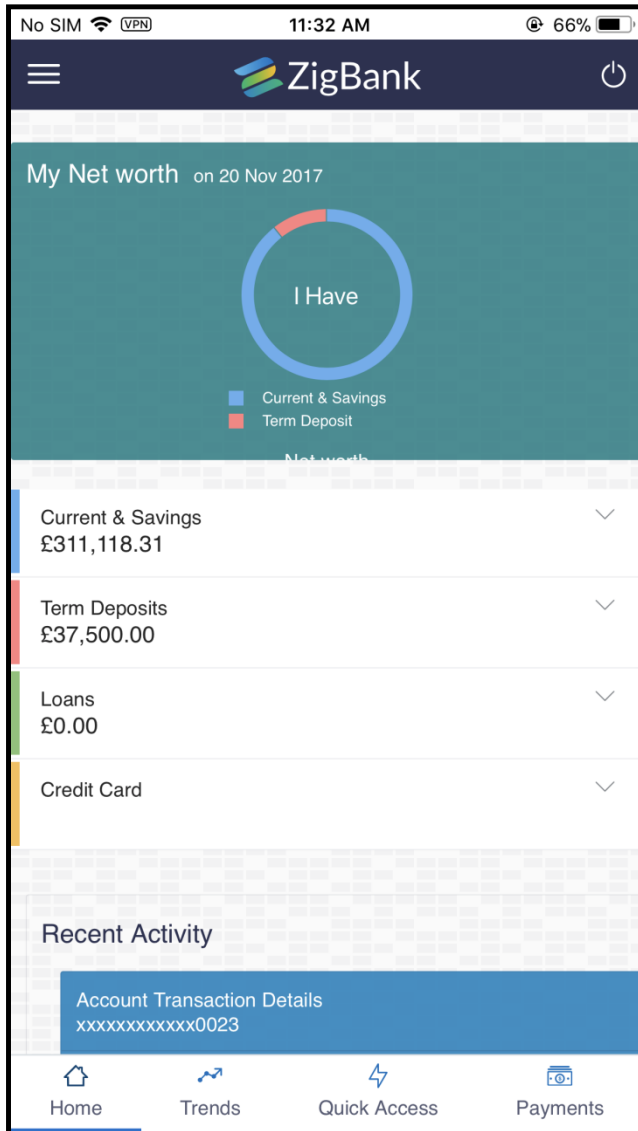 No SIM VPN 11:32 AM 66%
ZigBank
My Net worth on 20 Nov 2017
I Have
Current & Savings
Term Deposit
Net worth
Current & Savings
£311,118.31
Term Deposits
£37,500.00
Loans
£0.00
Credit Card
Recent Activity
Account Transaction Details
xxxxxxxxxxxx0023
Home Trends Quick Access Payments